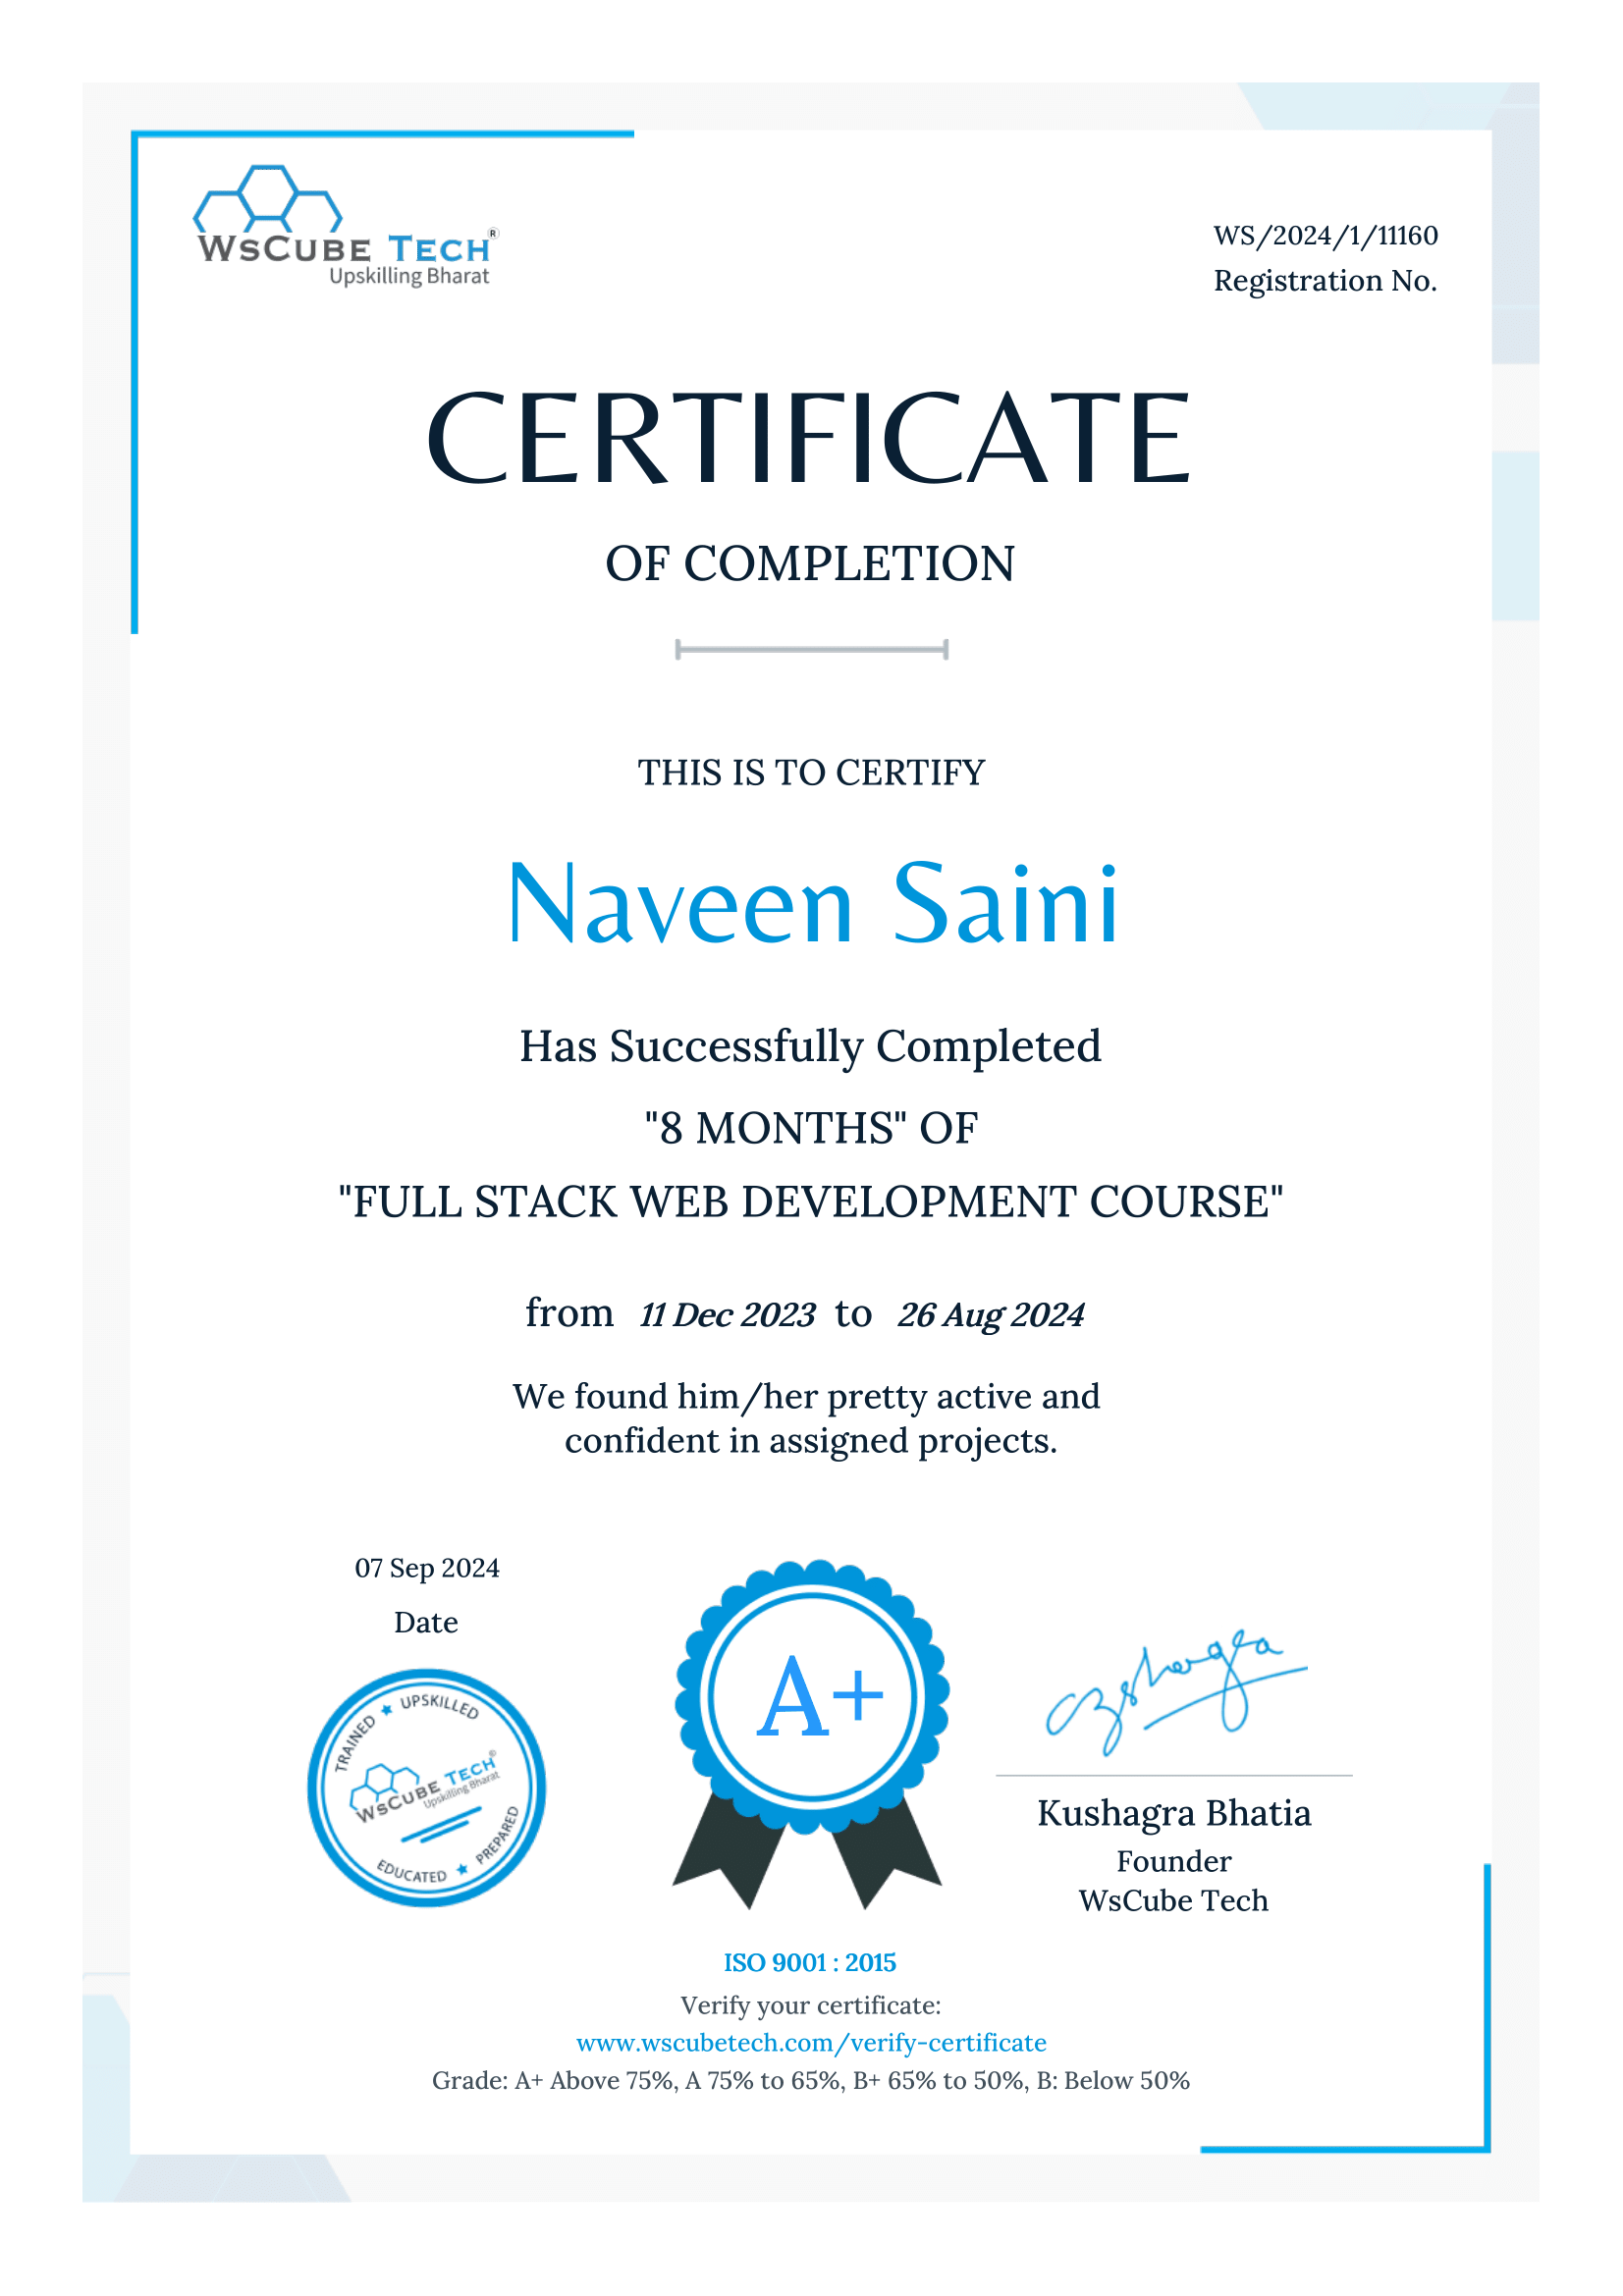 WSCUBE TECH®
Upskilling Bharat
WS/2024/1/11160
Registration No.
CERTIFICATE
OF COMPLETION
THIS IS TO CERTIFY
Naveen Saini
Has Successfully Completed
"8 MONTHS" OF
"FULL STACK WEB DEVELOPMENT COURSE"
from 11 Dec 2023 to 26 Aug 2024
We found him/her pretty active and
confident in assigned projects.
07 Sep 2024
Date
TRAINED ★ UPSKILLED
WSCUBE TECH®
Upskilling Bharat
EDUCATED ★ PREPARED
A+
Kushagra Bhatia
Founder
WsCube Tech
ISO 9001 : 2015
Verify your certificate:
www.wscubetech.com/verify-certificate
Grade: A+ Above 75%, A 75% to 65%, B+ 65% to 50%, B: Below 50%